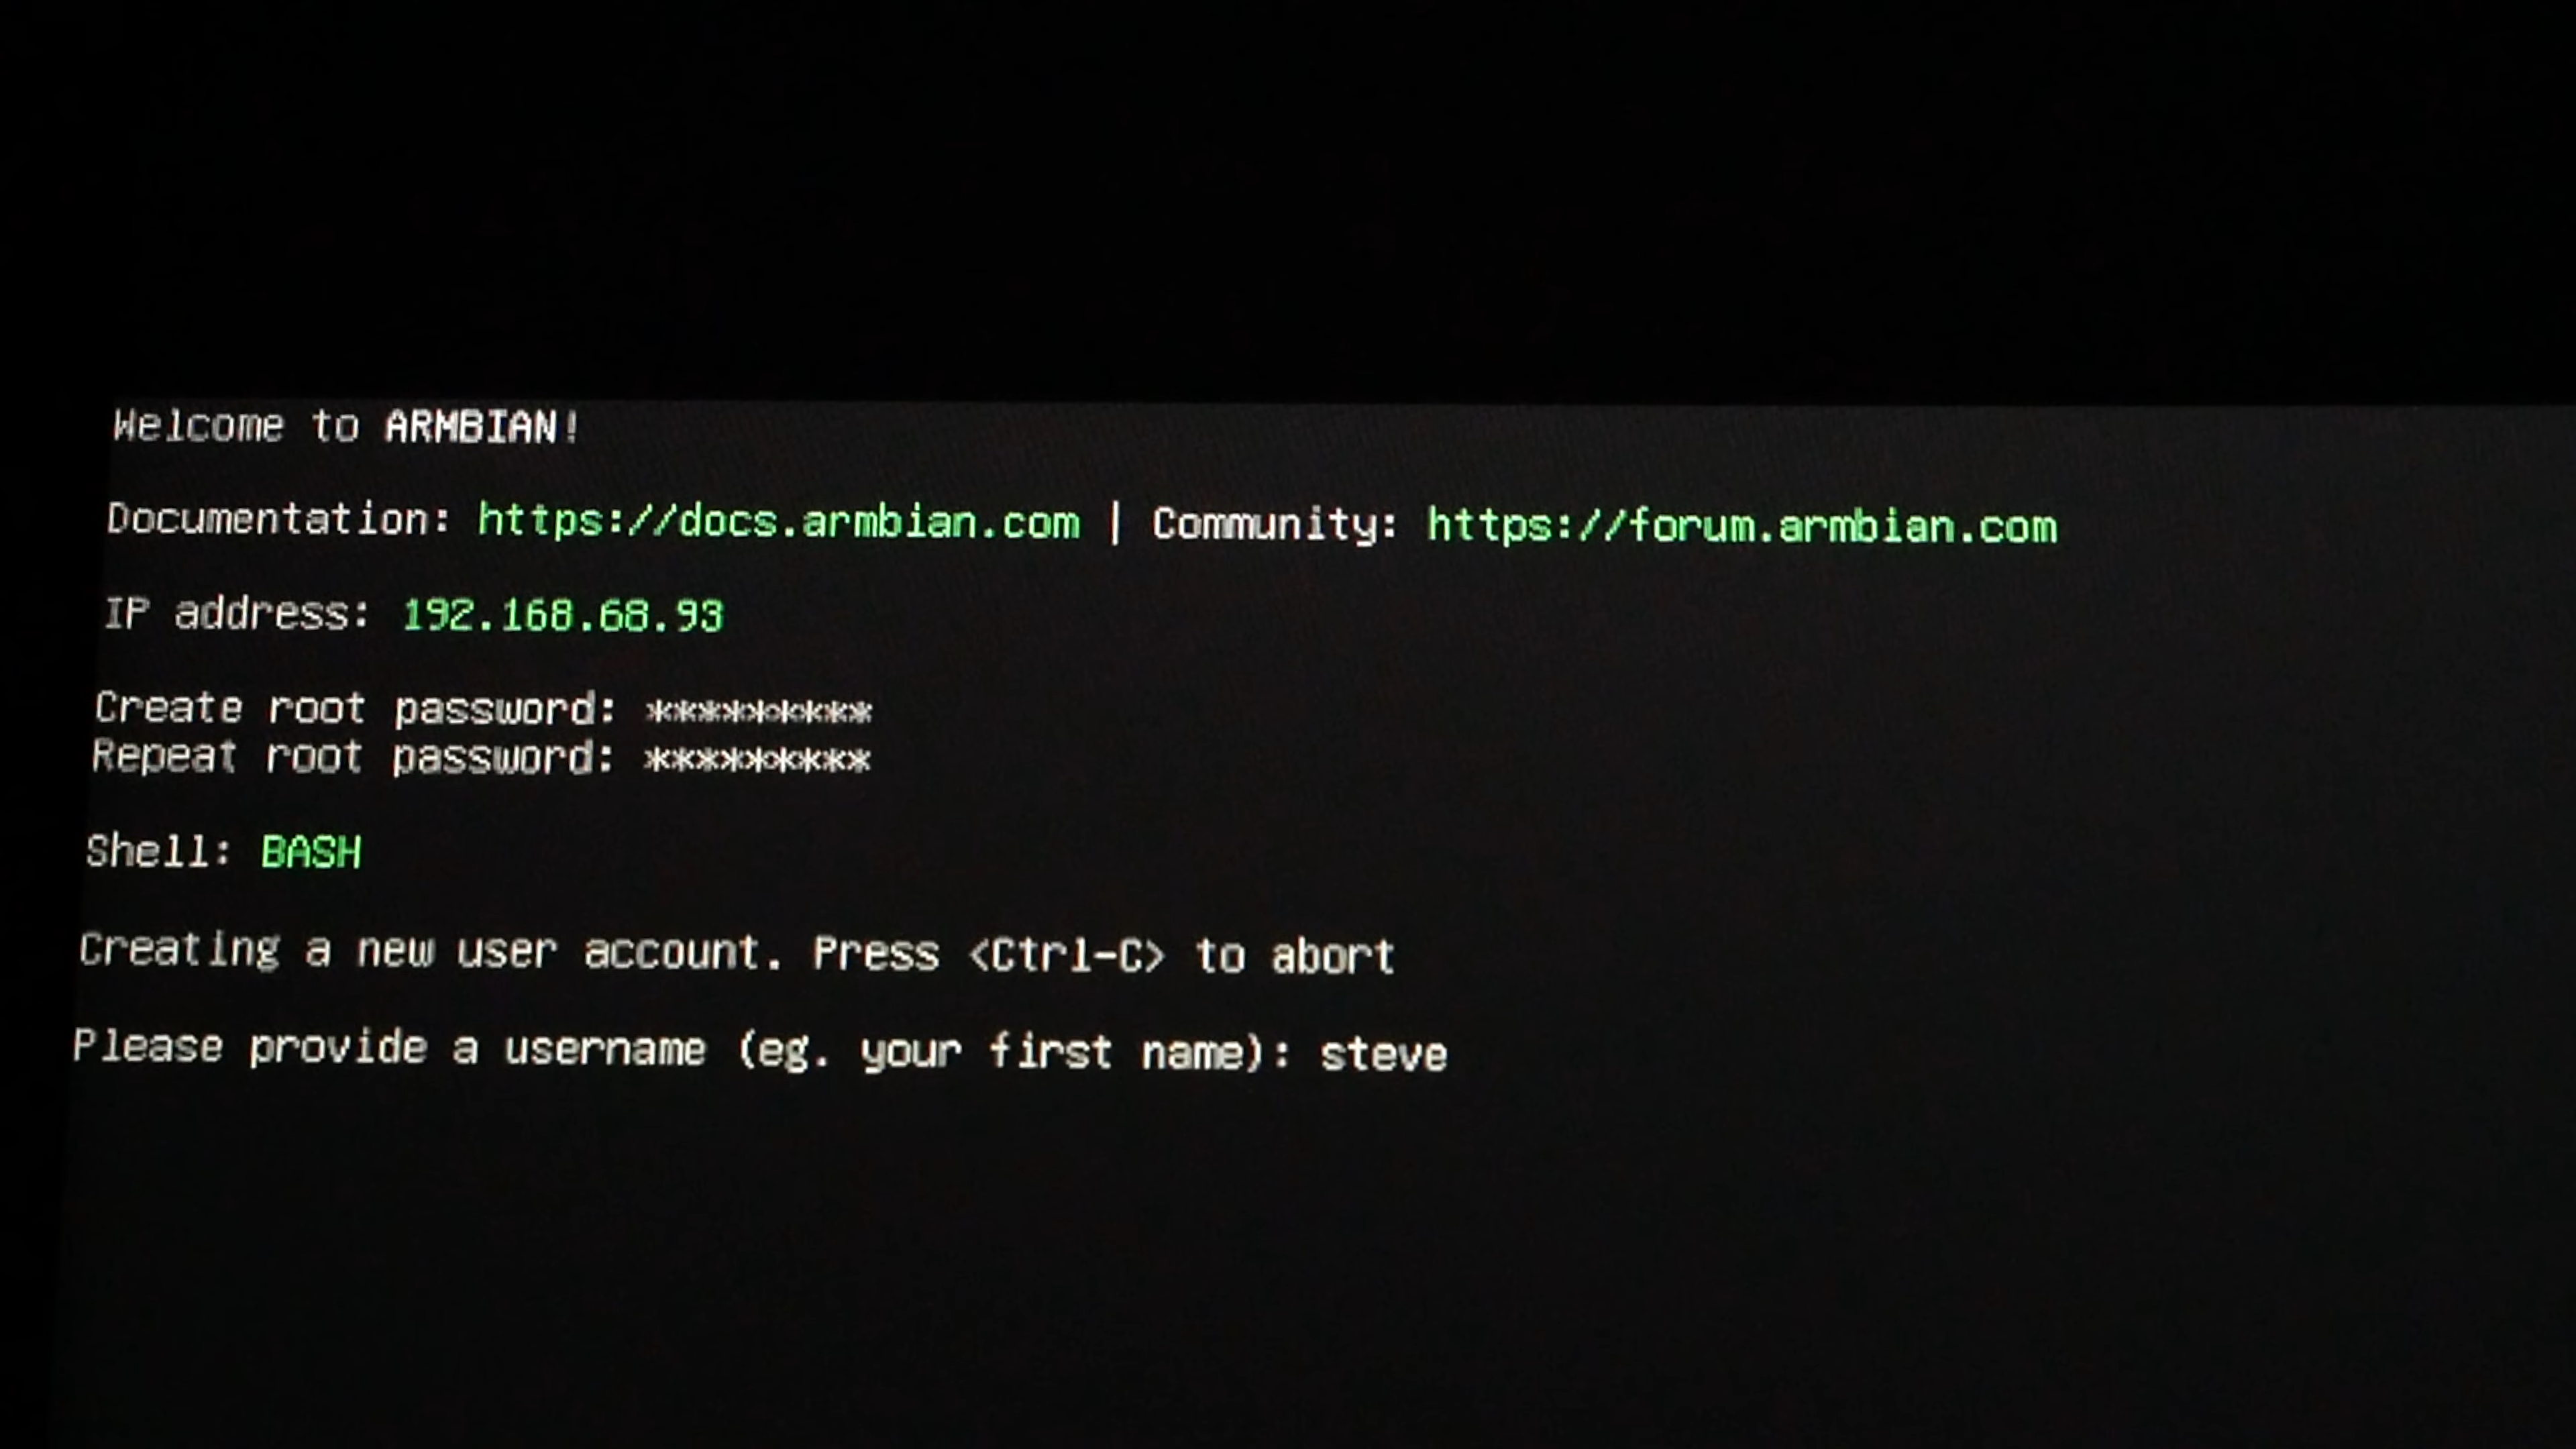 Welcome to ARMBIAN!
Documentation: https://docs.armbian.com | Community: https://forum.armbian.com
IP address: 192.168.68.93
Create root password: *********
Repeat root password: *********
Shell: BASH
Creating a new user account. Press <Ctrl-C> to abort
Please provide a username (eg. your first name): steve